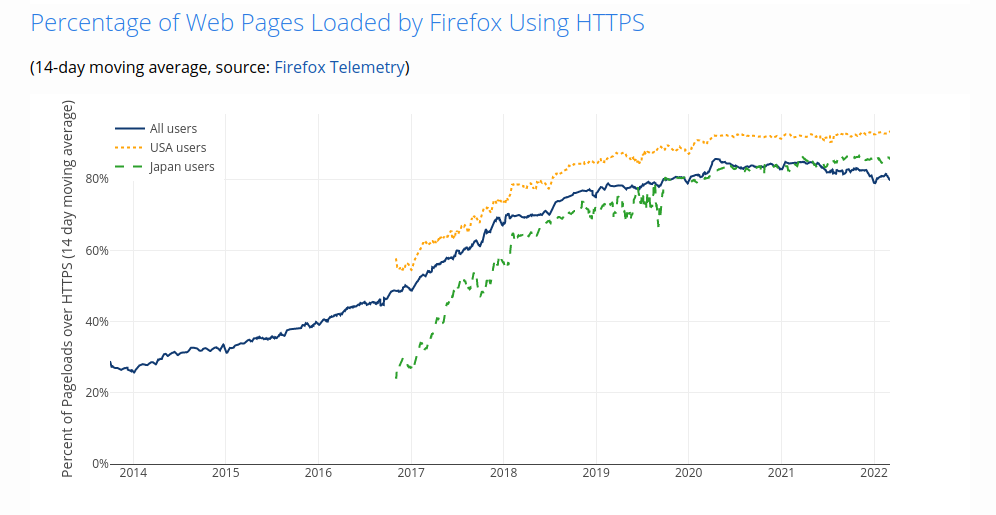 Percentage of Web Pages Loaded by Firefox Using HTTPS
(14-day moving average, source: Firefox Telemetry)
Percent of Pageloads over HTTPS (14 day moving average)
All users
USA users
Japan users
80%
60%
40%
20%
0%
2014 2015 2016 2017 2018 2019 2020 2021 2022